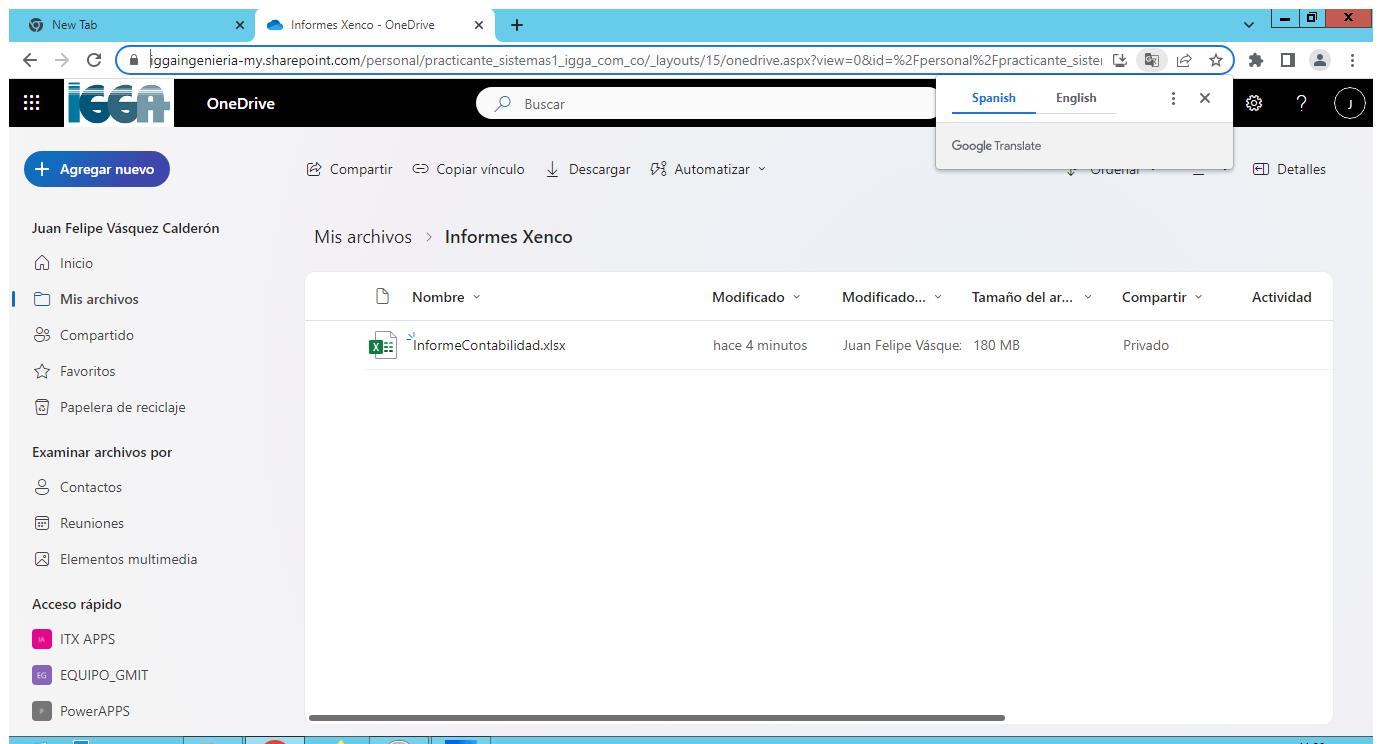 New Tab
Informes Xenco - OneDrive
iggaingenieria-my.sharepoint.com/personal/practicante_sistemas1_igga_com_co/_layouts/15/onedrive.aspx?view=0&id=%2Fpersonal%2Fpracticante_sister
IGGA
OneDrive
Buscar
Spanish
English
J
Google Translate
Agregar nuevo
Compartir
Copiar vínculo
Descargar
Automatizar
Ordenar
Detalles
Juan Felipe Vásquez Calderón
Inicio
Mis archivos
Compartido
Favoritos
Papelera de reciclaje
Examinar archivos por
Contactos
Reuniones
Elementos multimedia
Acceso rápido
IA ITX APPS
EG EQUIPO_GMIT
P PowerAPPS
Mis archivos > Informes Xenco
Nombre Modificado Modificado... Tamaño del ar... Compartir Actividad
InformeContabilidad.xlsx hace 4 minutos Juan Felipe Vásque: 180 MB Privado